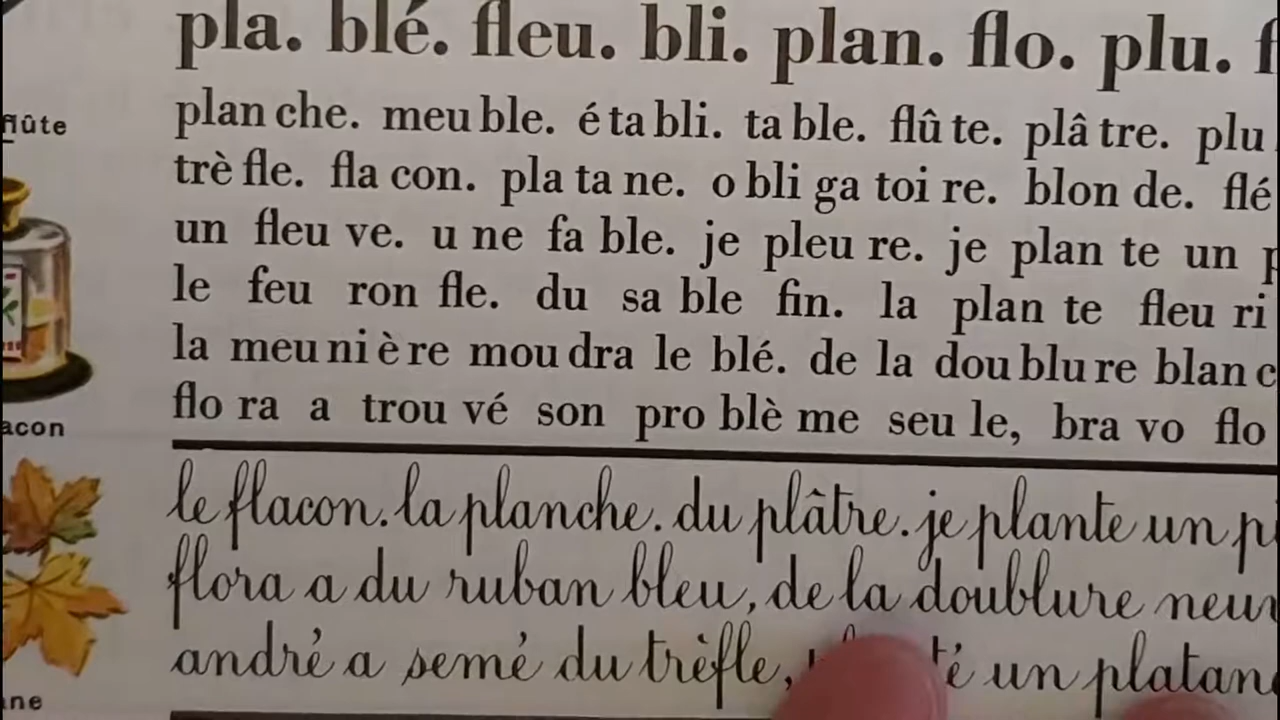 pla. blé. fleu. bli. plan. flo. plu.
plan che. meu ble. é ta bli. ta ble. flû te. plâ tre. plu
trè fle. fla con. pla ta ne. o bli ga toi re. blon de. flé
un fleu ve. u ne fa ble. je pleu re. je plan te un p
le feu ron fle. du sa ble fin. la plan te fleu ri
la meu ni è re mou dra le blé. de la dou blu re blan c
flo ra a trou vé son pro blè me seu le, bra vo flo
le flacon. la planche. du plâtre. je plante un
flora a du ruban bleu, de la doublure
andré a semé du trèfle, un platan
flûte
acon
ne